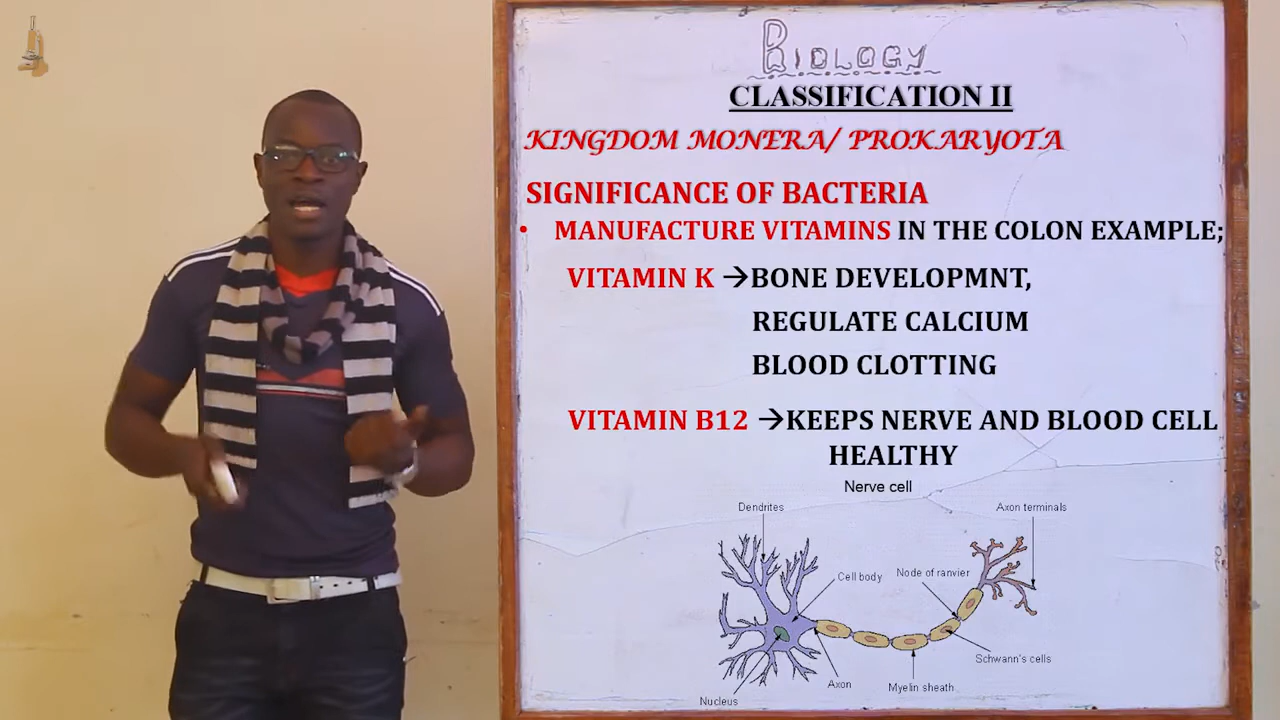 BIOLOGY
CLASSIFICATION II
KINGDOM MONERA/ PROKARYOTA
SIGNIFICANCE OF BACTERIA
• MANUFACTURE VITAMINS IN THE COLON EXAMPLE;
VITAMIN K →BONE DEVELOPMNT,
REGULATE CALCIUM
BLOOD CLOTTING
VITAMIN B12 →KEEPS NERVE AND BLOOD CELL
HEALTHY
Nerve cell
Dendrites
Axon terminals
Cell body
Node of ranvier
Schwann's cells
Axon
Myelin sheath
Nucleus